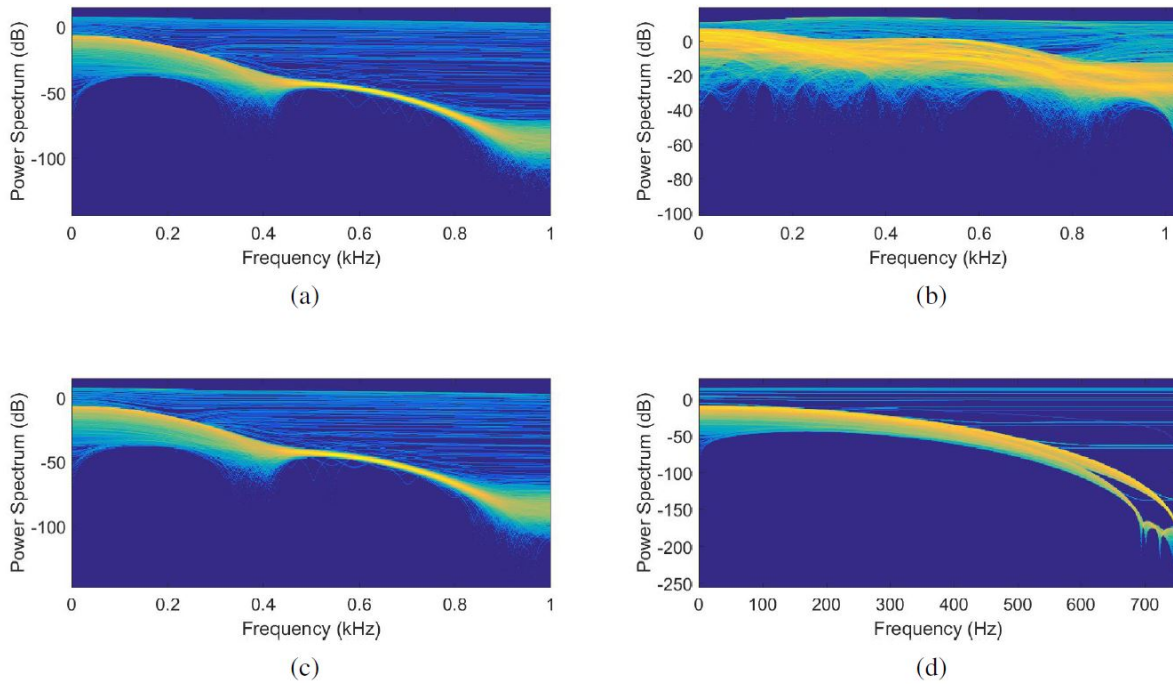 Power Spectrum (dB)
0
-50
-100
0 0.2 0.4 0.6 0.8 1
Frequency (kHz)
(a)
Power Spectrum (dB)
0
-20
-40
-60
-80
-100
0 0.2 0.4 0.6 0.8 1
Frequency (kHz)
(b)
Power Spectrum (dB)
0
-50
-100
0 0.2 0.4 0.6 0.8 1
Frequency (kHz)
(c)
Power Spectrum (dB)
0
-50
-100
-150
-200
-250
0 100 200 300 400 500 600 700
Frequency (Hz)
(d)